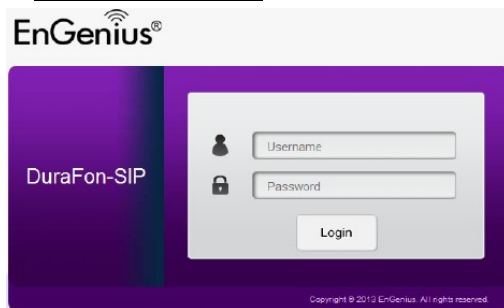 EnGenius®
DuraFon-SIP
Username
Password
Login
Copyright © 2013 EnGenius. All rights reserved.